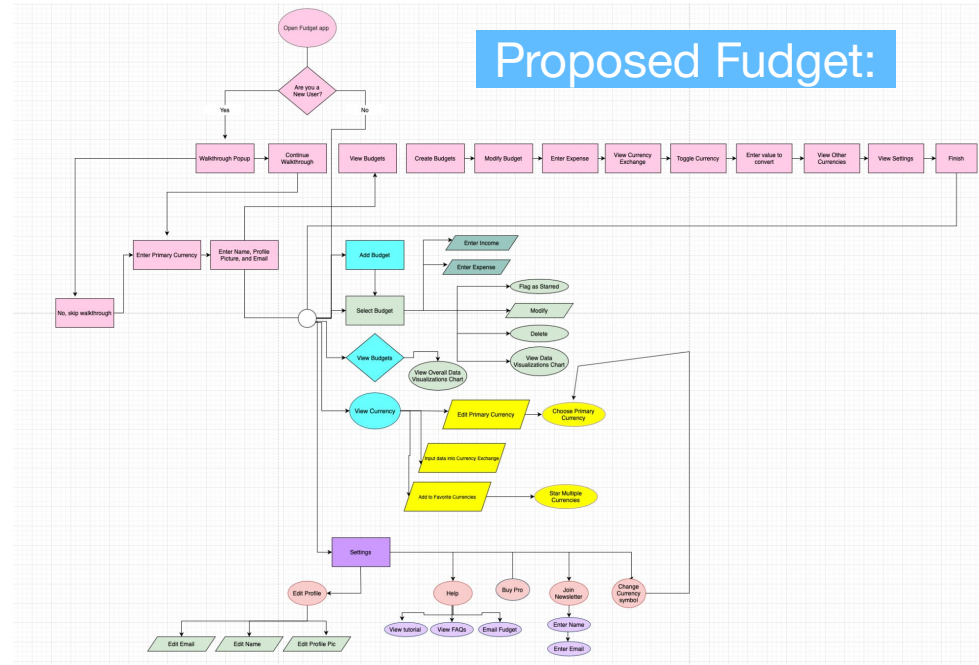 Proposed Fudget:
Open Fudget app
Are you a
New User?
Yes
No
Walkthrough Popup
Continue
Walkthrough
View Budgets
Create Budgets
Modify Budget
Enter Expense
View Currency
Exchange
Toggle Currency
Enter value to
convert
View Other
Currencies
View Settings
Finish
Enter Primary Currency
Enter Name, Profile
Picture, and Email
No, skip walkthrough
Add Budget
Enter Income
Enter Expense
Select Budget
Flag as Starred
Modify
Delete
View Data
Visualizations Chart
View Budgets
View Overall Data
Visualizations Chart
View Currency
Edit Primary Currency
Choose Primary
Currency
Input data into Currency Exchange
Add to Favorite Currencies
Star Multiple
Currencies
Settings
Edit Profile
Help
Buy Pro
Join
Newsletter
Change
Currency
symbol
View tutorial
View FAQs
Email Fudget
Enter Name
Enter Email
Edit Email
Edit Name
Edit Profile Pic